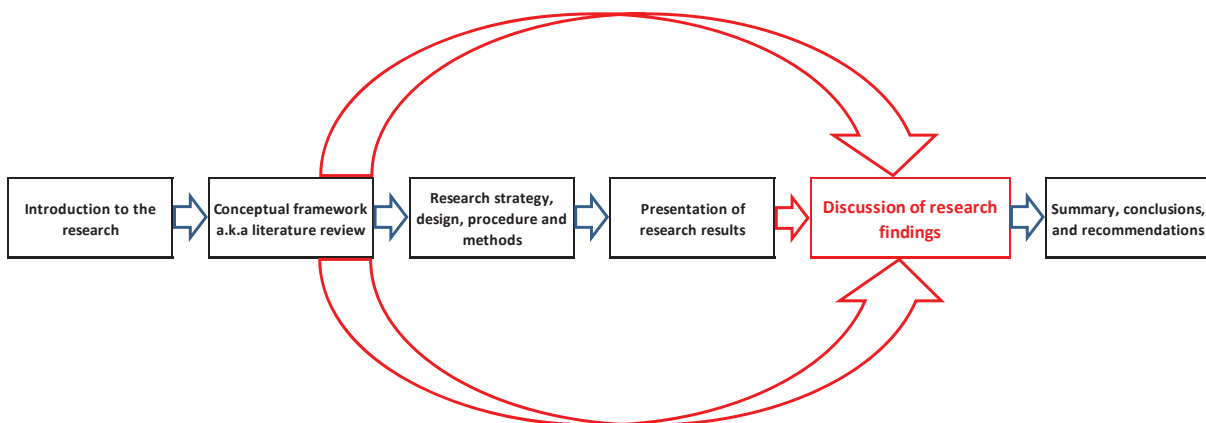 Introduction to the
research
Conceptual framework
a.k.a literature review
Research strategy,
design, procedure and
methods
Presentation of
research results
Discussion of research
findings
Summary, conclusions,
and recommendations